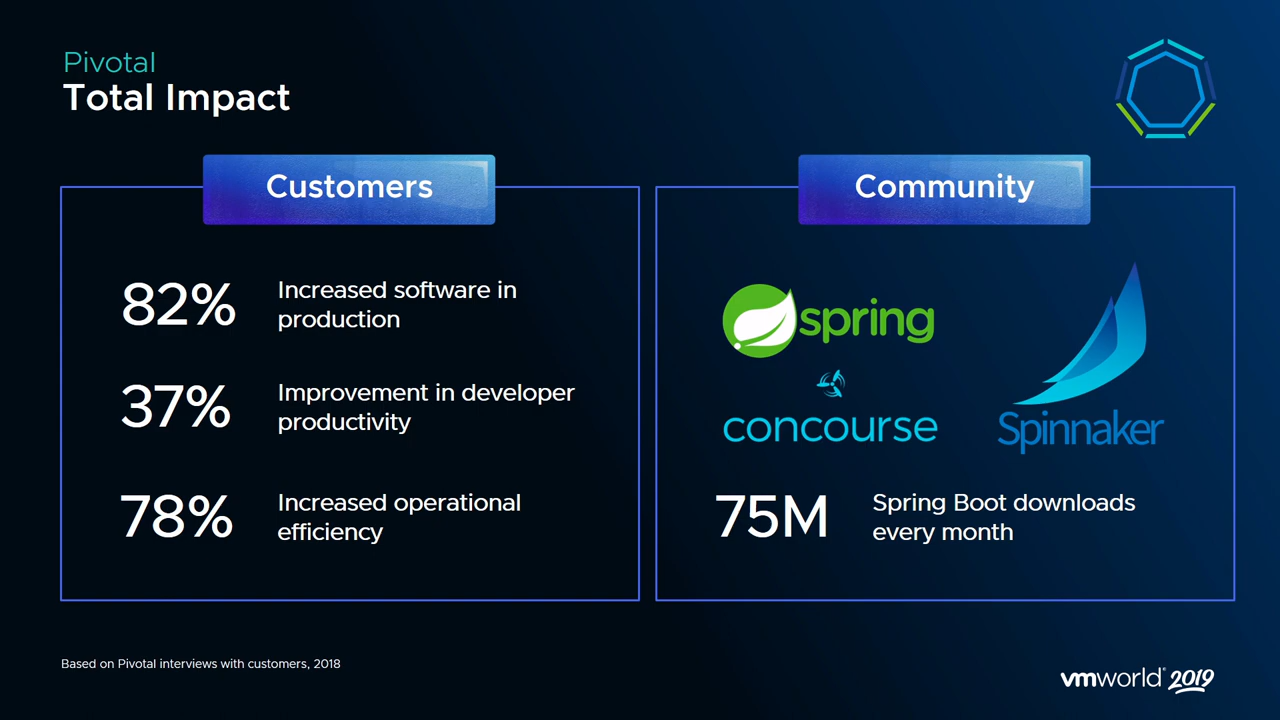 Pivotal
Total Impact
Customers
82%
Increased software in
production
37%
Improvement in developer
productivity
78%
Increased operational
efficiency
Community
spring
concourse
Spinnaker
75M
Spring Boot downloads
every month
Based on Pivotal interviews with customers, 2018
vmworld® 2019